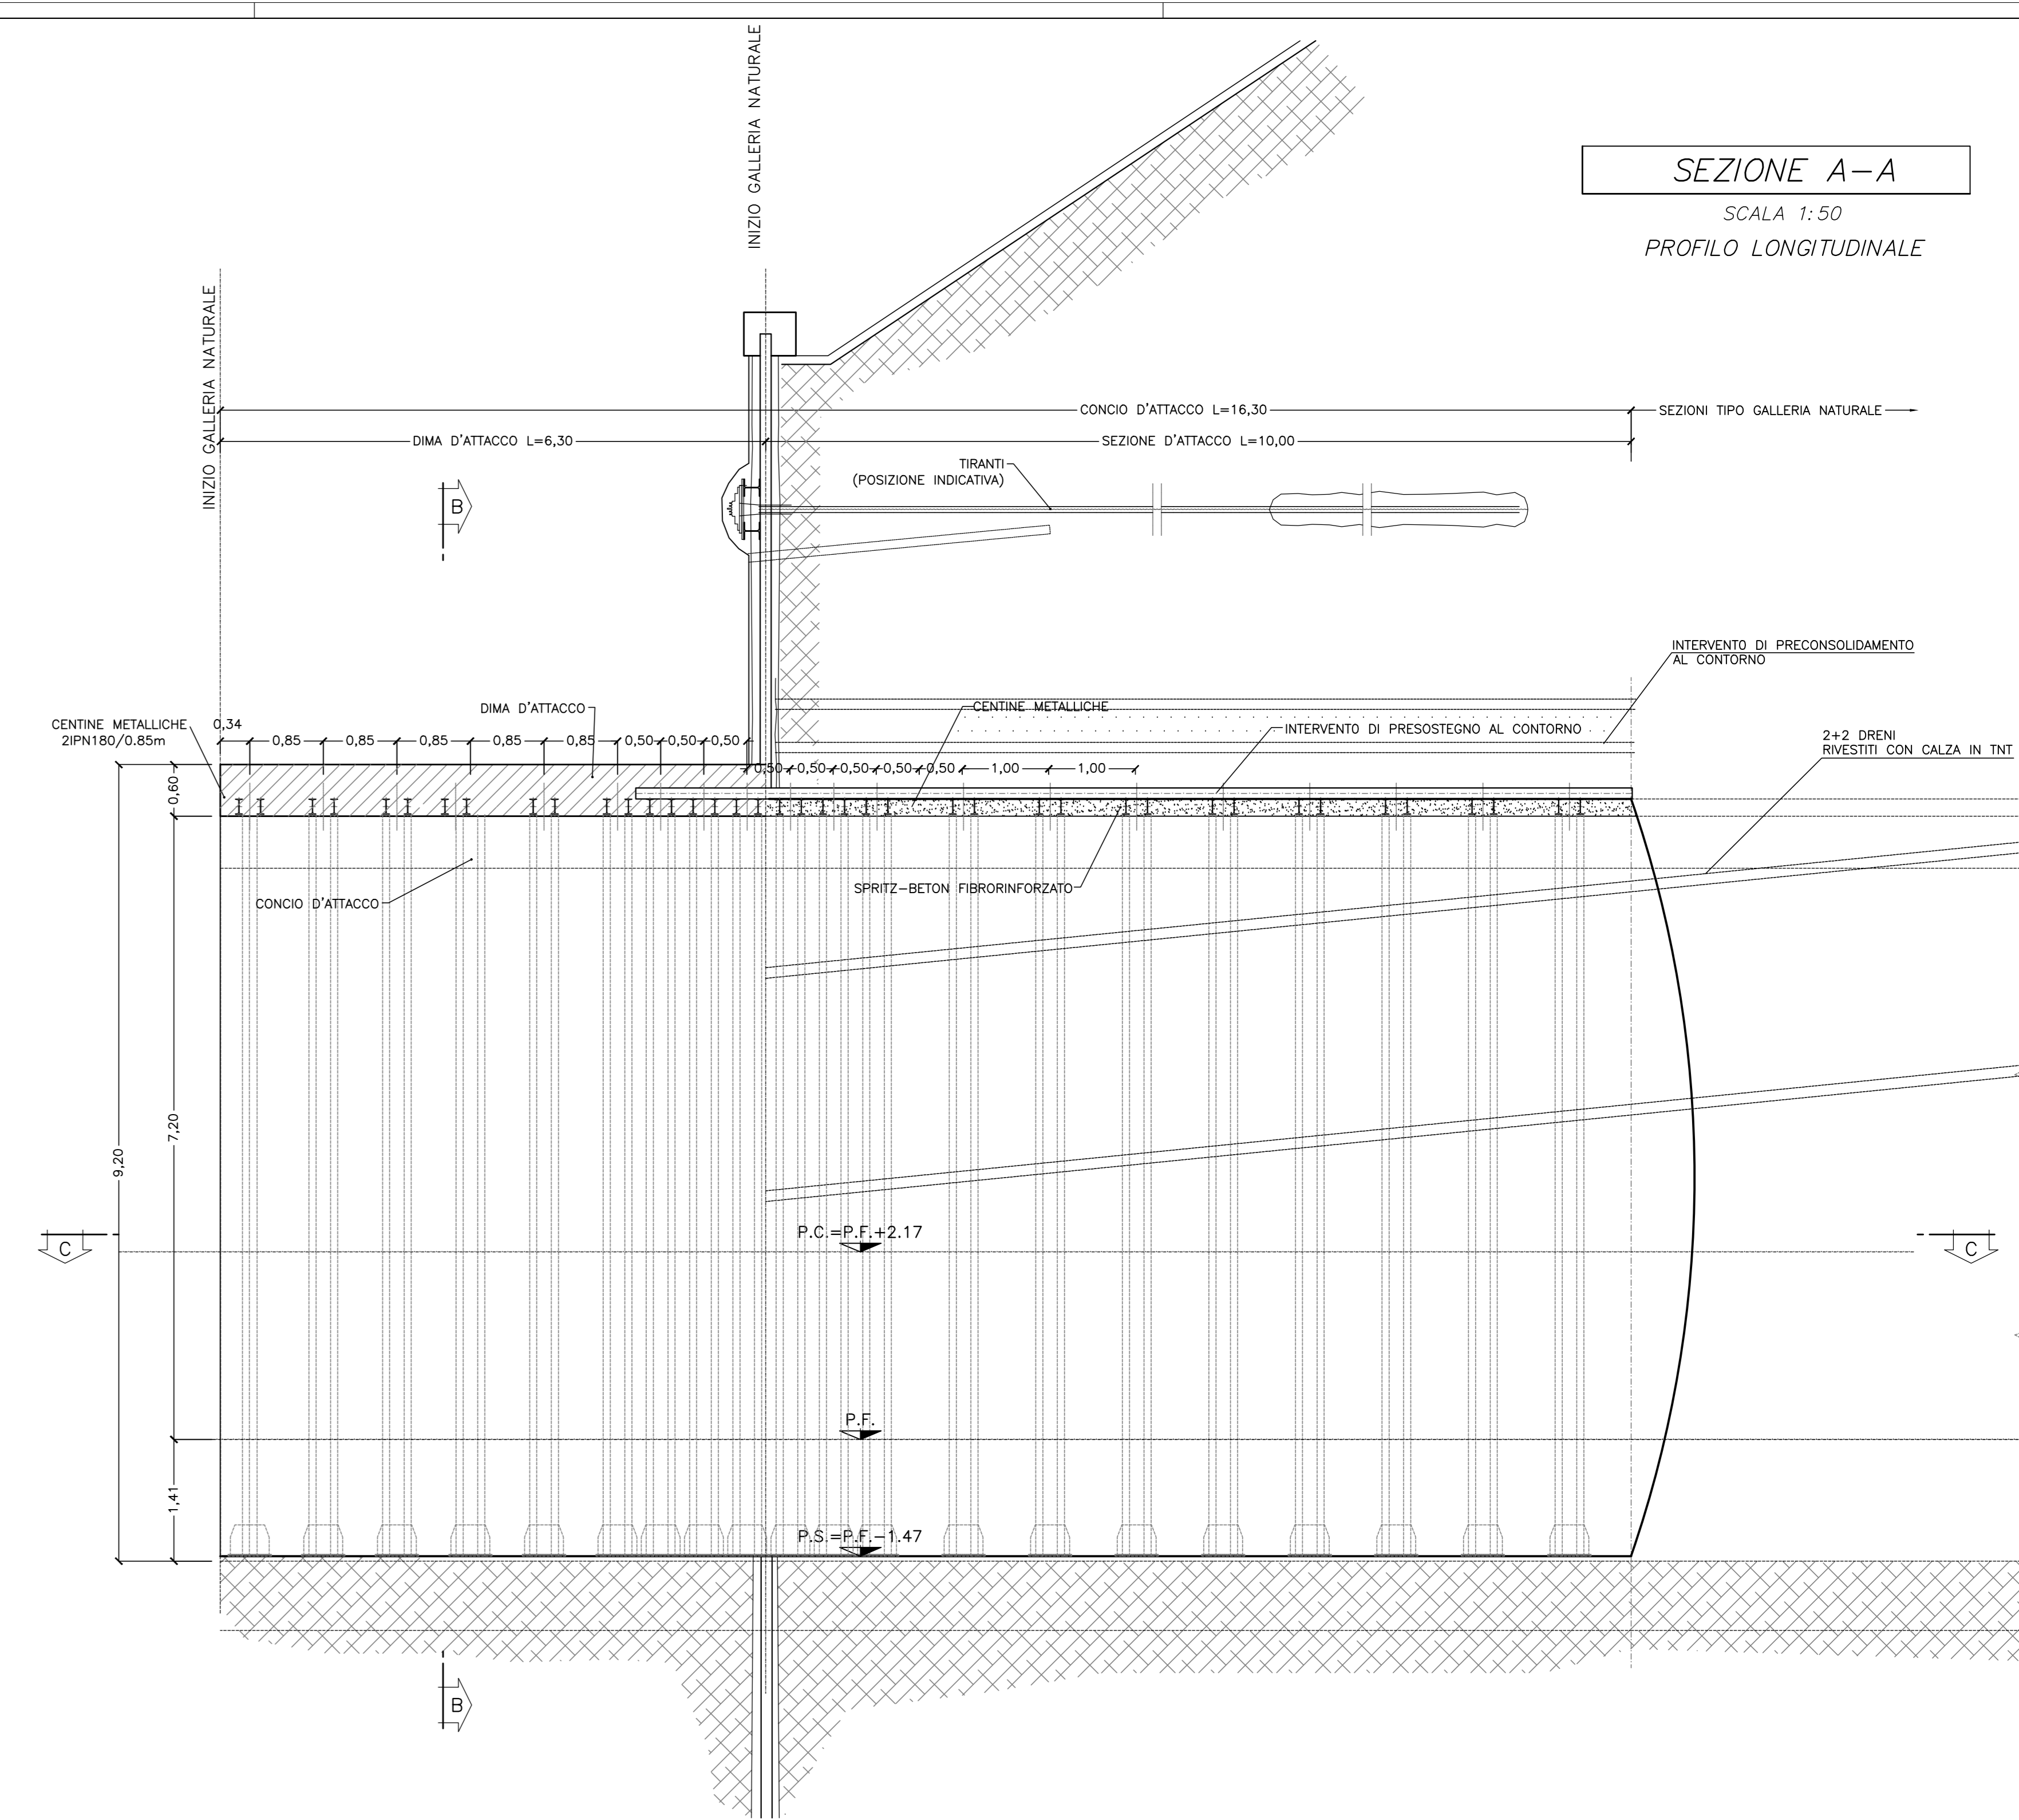 INIZIO GALLERIA NATURALE
INIZIO GALLERIA NATURALE
SEZIONE A-A
SCALA 1:50
PROFILO LONGITUDINALE
CONCIO D'ATTACCO L=16,30
SEZIONI TIPO GALLERIA NATURALE
DIMA D'ATTACCO L=6,30
SEZIONE D'ATTACCO L=10,00
TIRANTI
(POSIZIONE INDICATIVA)
B
INTERVENTO DI PRECONSOLIDAMENTO
AL CONTORNO
DIMA D'ATTACCO
CENTINE METALLICHE
CENTINE METALLICHE
2IPN180/0.85m
0,34
INTERVENTO DI PRESOSTEGNO AL CONTORNO
2+2 DRENI
RIVESTITI CON CALZA IN TNT
0,85 0,85 0,85 0,85 0,85 0,50 0,50 0,50
0,50 0,50 0,50 0,50 0,50 1,00 1,00
0,60
SPRITZ-BETON FIBRORINFORZATO
CONCIO D'ATTACCO
7,20
9,20
P.C.=P.F.+2.17
C
C
P.F.
1,41
P.S.=P.F.-1.47
B